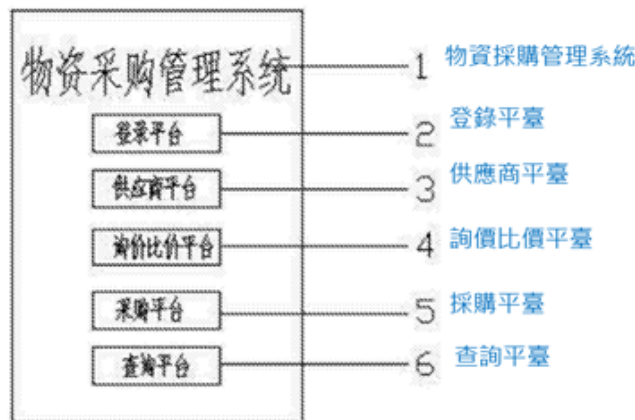 物资采购管理系统 1 物資採購管理系統
登录平台 2 登錄平臺
供应商平台 3 供應商平臺
询价比价平台 4 詢價比價平臺
采购平台 5 採購平臺
查询平台 6 查詢平臺